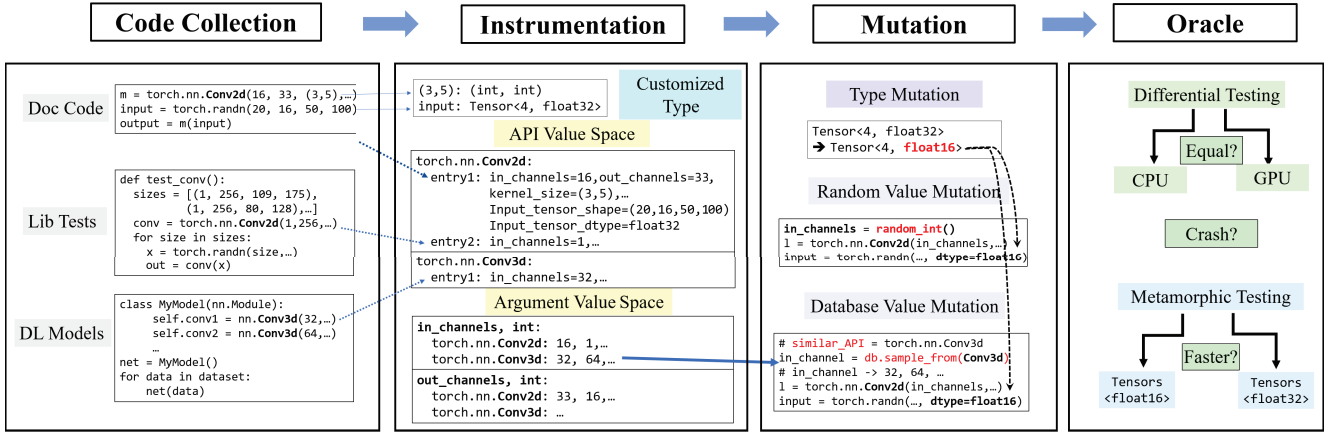 Code Collection
Instrumentation
Mutation
Oracle
Doc Code
m = torch.nn.Conv2d(16, 33, (3,5),…)
input = torch.randn(20, 16, 50, 100)
output = m(input)
Lib Tests
def test_conv():
sizes = [(1, 256, 109, 175),
(1, 256, 80, 128),…]
conv = torch.nn.Conv2d(1,256,…)
for size in sizes:
x = torch.randn(size,…)
out = conv(x)
DL Models
class MyModel(nn.Module):
self.conv1 = nn.Conv3d(32,…)
self.conv2 = nn.Conv3d(64,…)
…
net = MyModel()
for data in dataset:
net(data)
(3,5): (int, int)
input: Tensor<4, float32>
Customized
Type
API Value Space
torch.nn.Conv2d:
entry1: in_channels=16,out_channels=33,
kernel_size=(3,5),…
Input_tensor_shape=(20,16,50,100)
Input_tensor_dtype=float32
entry2: in_channels=1,…
torch.nn.Conv3d:
entry1: in_channels=32,…
Argument Value Space
in_channels, int:
torch.nn.Conv2d: 16, 1,…
torch.nn.Conv3d: 32, 64,…
out_channels, int:
torch.nn.Conv2d: 33, 16,…
torch.nn.Conv3d: …
Type Mutation
Tensor<4, float32>
➔ Tensor<4, float16>
Random Value Mutation
in_channels = random_int()
l = torch.nn.Conv2d(in_channels,…)
input = torch.randn(…, dtype=float16)
Database Value Mutation
# similar_API = torch.nn.Conv3d
in_channel = db.sample_from(Conv3d)
# in_channel -> 32, 64, …
l = torch.nn.Conv2d(in_channels,…)
input = torch.randn(…, dtype=float16)
Differential Testing
Equal?
CPU
GPU
Crash?
Metamorphic Testing
Faster?
Tensors
<float16>
Tensors
<float32>